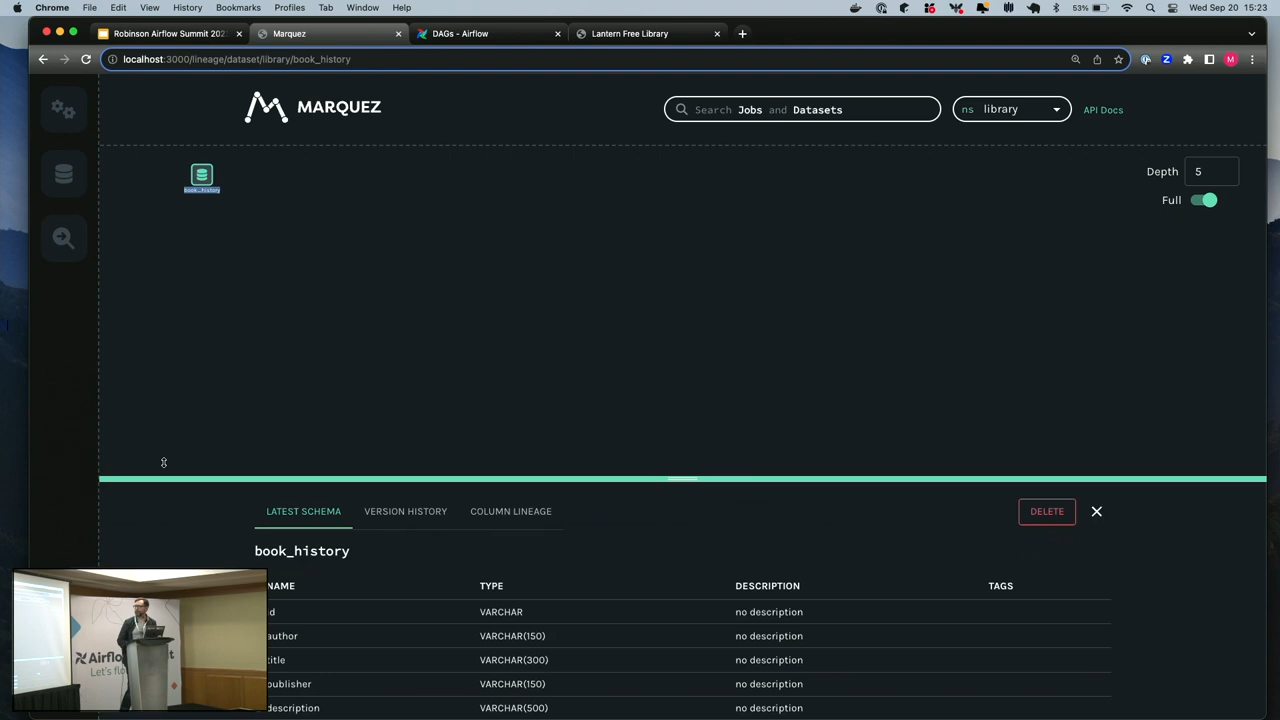 Chrome File Edit View History Bookmarks Profiles Tab Window Help 53% Wed Sep 20 15:23
Robinson Airflow Summit 202 Marquez DAGs - Airflow Lantern Free Library
localhost:3000/lineage/dataset/library/book_history
MARQUEZ Search Jobs and Datasets ns library API Docs
book_history
Depth 5
Full
LATEST SCHEMA VERSION HISTORY COLUMN LINEAGE DELETE
book_history
NAME TYPE DESCRIPTION TAGS
VARCHAR no description
author VARCHAR(150) no description
title VARCHAR(300) no description
publisher VARCHAR(150) no description
description VARCHAR(500) no description
Airflow
Let's